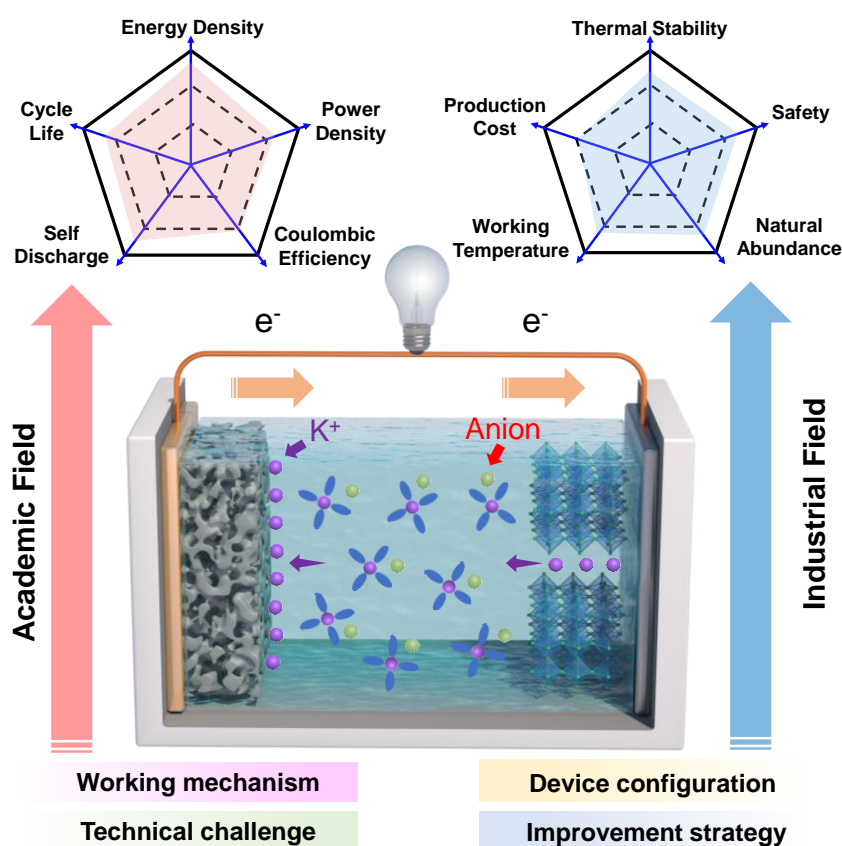 Energy Density
Cycle
Life
Power
Density
Self
Discharge
Coulombic
Efficiency
Thermal Stability
Production
Cost
Safety
Working
Temperature
Natural
Abundance
e-
e-
K+
Anion
Academic Field
Industrial Field
Working mechanism
Device configuration
Technical challenge
Improvement strategy